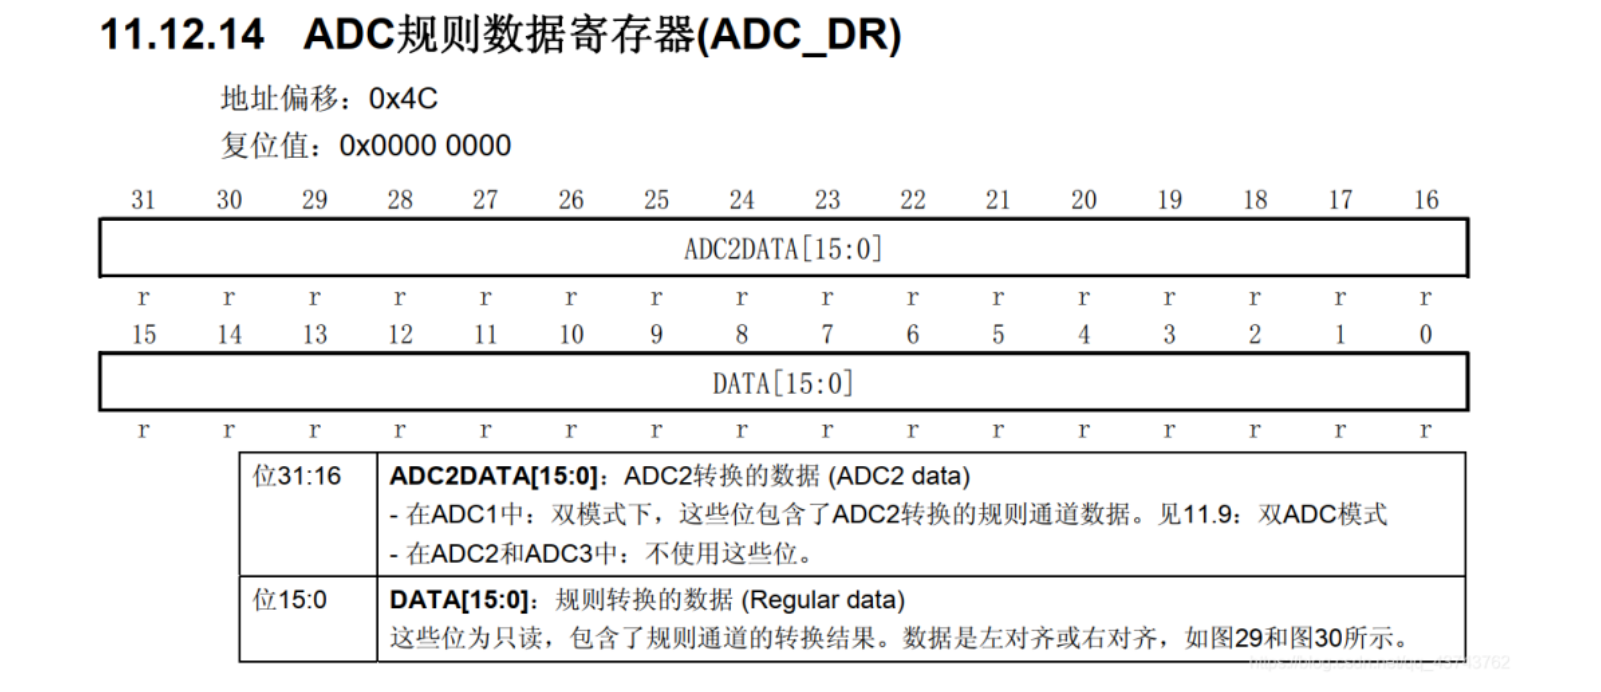 11.12.14 ADC规则数据寄存器(ADC_DR)
地址偏移：0x4C
复位值：0x0000 0000
31 30 29 28 27 26 25 24 23 22 21 20 19 18 17 16
ADC2DATA[15:0]
r r r r r r r r r r r r r r r r
15 14 13 12 11 10 9 8 7 6 5 4 3 2 1 0
DATA[15:0]
r r r r r r r r r r r r r r r r
位31:16 ADC2DATA[15:0]：ADC2转换的数据 (ADC2 data)
- 在ADC1中：双模式下，这些位包含了ADC2转换的规则通道数据。见11.9：双ADC模式
- 在ADC2和ADC3中：不使用这些位。
位15:0 DATA[15:0]：规则转换的数据 (Regular data)
这些位为只读，包含了规则通道的转换结果。数据是左对齐或右对齐，如图29和图30所示。